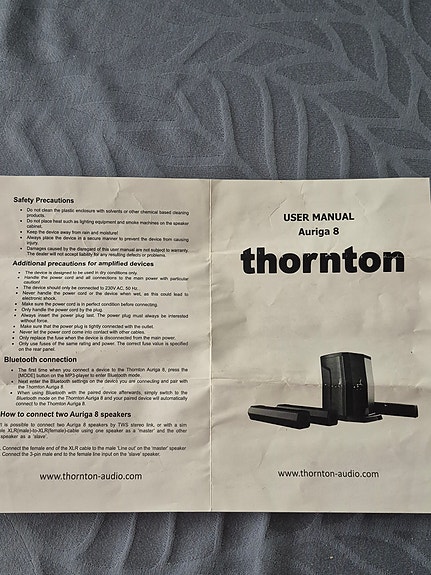 Safety Precautions
• Do not clean the plastic enclosure with solvents or other chemical based cleaning
products.
• Do not place heat such as lighting equipment and smoke machines on the speaker
cabinet.
• Keep the device away from rain and moisture!
• Always place the device in a secure manner to prevent the device from causing
injury.
• Damages caused by the disregard of this user manual are not subject to warranty.
The dealer will not accept liability for any resulting defects or problems.
Additional precautions for amplified devices
• The device is designed to be used in dry conditions only.
• Handle the power cord and all connections to the main power with particular
caution!
• The device should only be connected to 230V AC, 50 Hz.
• Never handle the power cord or the device when wet, as this could lead to
electronic shock.
• Make sure the power cord is in perfect condition before connecting.
• Only handle the power cord by the plug.
• Always insert the power plug last. The power plug must always be inserted
without force.
• Make sure that the power plug is tightly connected with the outlet.
• Never let the power cord come into contact with other cables.
• Only replace the fuse when the device is disconnected from the main power.
• Only use fuses of the same rating and power. The correct fuse value is specified
on the rear panel.
Bluetooth connection
• The first time when you connect a device to the Thornton Auriga 8, press the
[MODE] button on the MP3-player to enter Bluetooth mode.
• Next enter the Bluetooth settings on the device you are connecting and pair with
the Thornton Auriga 8.
• When using Bluetooth with the paired device afterwards, simply switch to the
Bluetooth mode on the Thornton Auriga 8 and your paired device will automatically
connect to the Thornton Auriga 8.
How to connect two Auriga 8 speakers
t is possible to connect two Auriga 8 speakers by TWS stereo link, or with a sim
le XLR(male)-to-XLR(female)-cable using one speaker as a 'master' and the other
speaker as a 'slave'.
Connect the female end of the XLR cable to the male 'Line out' on the 'master' speaker
Connect the 3-pin male end to the female line input on the 'slave' speaker.
www.thornton-audio.com
USER MANUAL
Auriga 8
thornton
www.thornton-audio.com